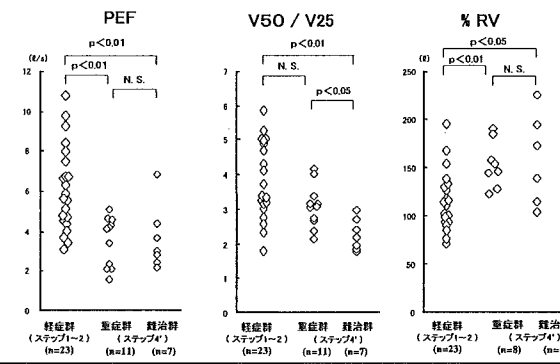 PEF
p<0.01
(ℓ/s)
p<0.01
N. S.
12
10
8
6
4
2
0
軽症群 重症群 難治群
(ステップ1~2) (ステップ4')
(n=23) (n=11) (n=7)
V50 / V25
p<0.01
N. S.
p<0.05
7
6
5
4
3
2
1
0
軽症群 重症群 難治群
(ステップ1~2) (ステップ4')
(n=23) (n=11) (n=7)
% RV
p<0.05
(ℓ)
p<0.01
N. S.
250
200
150
100
50
0
軽症群 重症群 難治
(ステップ1~2) (ステップ4'
(n=23) (n=8) (n=